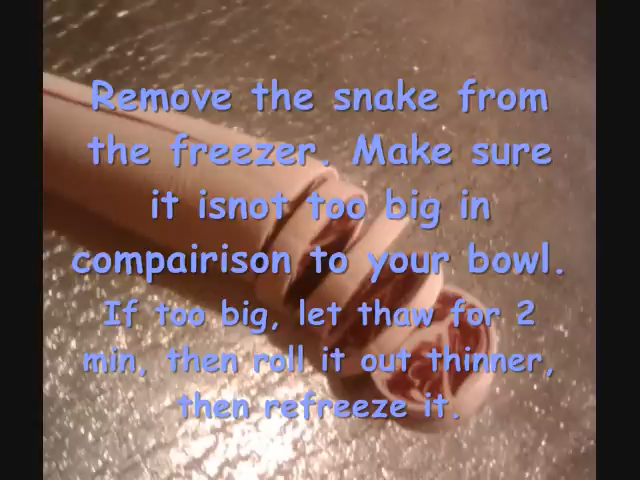 Remove the snake from
the freezer. Make sure
it isnot too big in
compairison to your bowl.
If too big, let thaw for 2
min, then roll it out thinner,
then refreeze it.